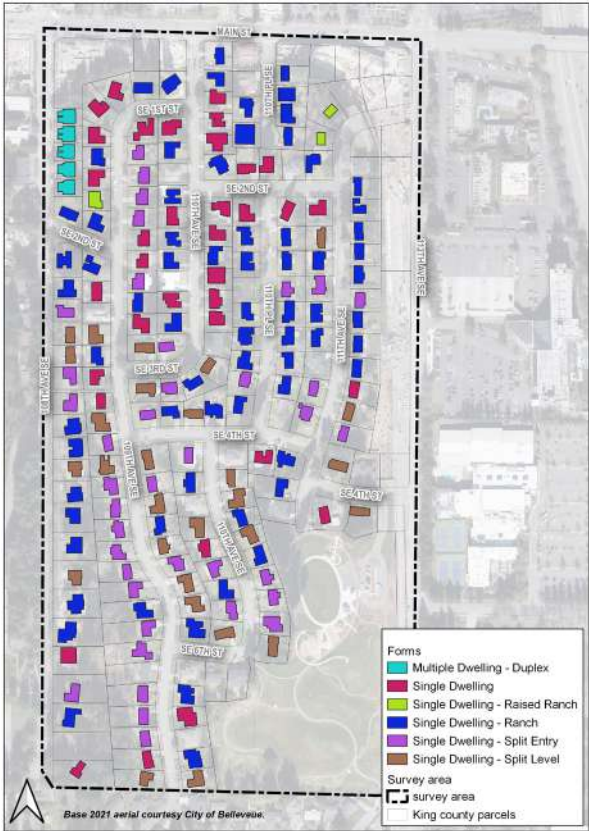 MAIN ST
110TH PL SE
SE 1ST ST
SE 2ND ST
109TH AVE SE
SE 2ND ST
112TH AVE SE
110TH PL SE
111TH AVE SE
108TH AVE SE
SE 3RD ST
SE 4TH ST
109TH AVE SE
SE 4TH ST
110TH AVE SE
SE 6TH ST
Forms
Multiple Dwelling - Duplex
Single Dwelling
Single Dwelling - Raised Ranch
Single Dwelling - Ranch
Single Dwelling - Split Entry
Single Dwelling - Split Level
Survey area
survey area
King county parcels
Base 2021 aerial courtesy City of Bellevue.